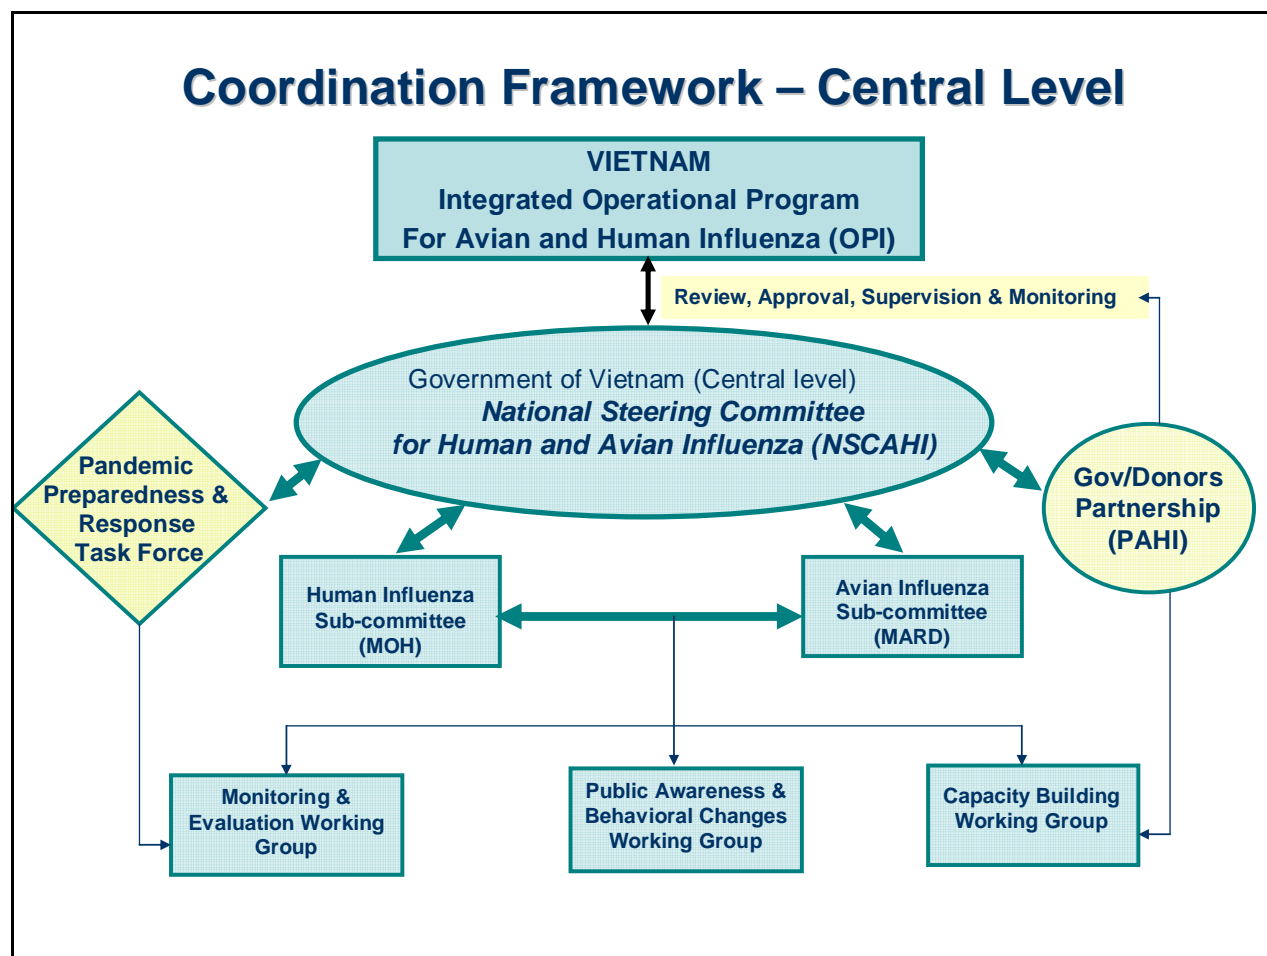 Coordination Framework – Central Level
VIETNAM
Integrated Operational Program
For Avian and Human Influenza (OPI)
Review, Approval, Supervision & Monitoring
Government of Vietnam (Central level)
National Steering Committee
for Human and Avian Influenza (NSCAHI)
Pandemic
Preparedness &
Response
Task Force
Gov/Donors
Partnership
(PAHI)
Human Influenza
Sub-committee
(MOH)
Avian Influenza
Sub-committee
(MARD)
Monitoring &
Evaluation Working
Group
Public Awareness &
Behavioral Changes
Working Group
Capacity Building
Working Group